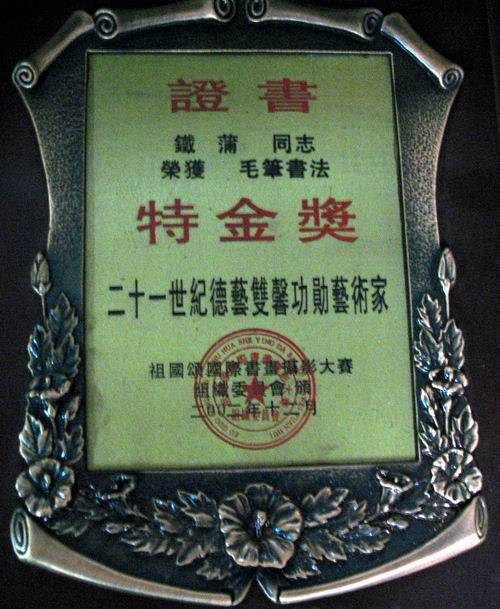 證書
鐵蒲 同志
榮獲 毛筆書法
特金獎
二十一世紀德藝雙馨功勛藝術家
祖國頌國際書畫攝影大賽
組織委員會 頒
年十二月